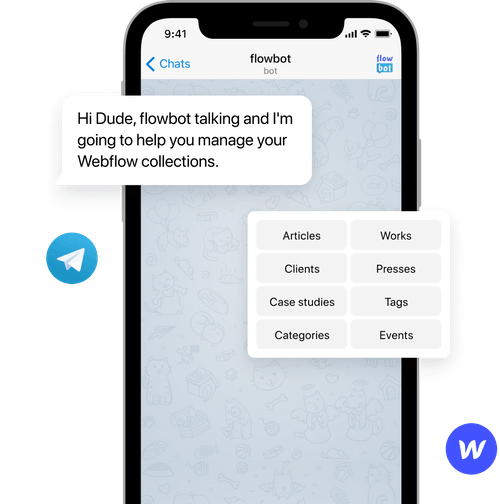 9:41
Chats
flowbot
bot
flow
bot
Hi Dude, flowbot talking and I'm
going to help you manage your
Webflow collections.
Articles
Works
Clients
Presses
Case studies
Tags
Categories
Events
W